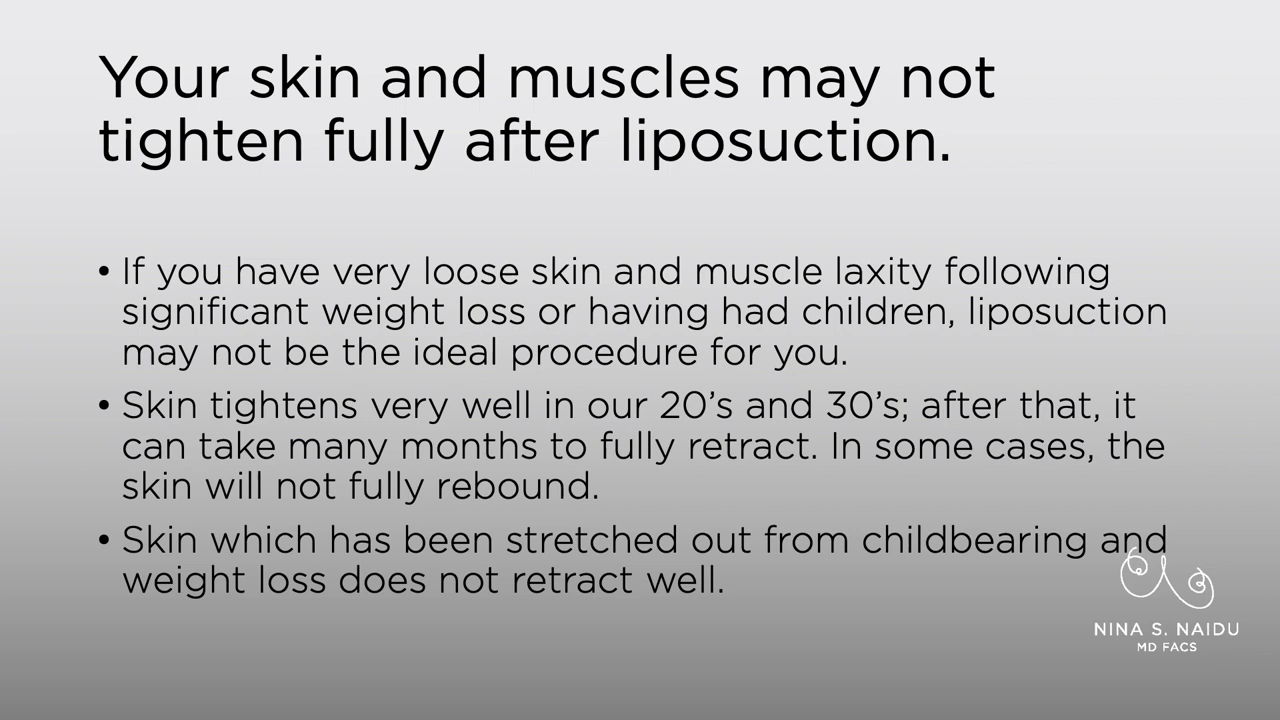 Your skin and muscles may not
tighten fully after liposuction.
• If you have very loose skin and muscle laxity following
significant weight loss or having had children, liposuction
may not be the ideal procedure for you.
• Skin tightens very well in our 20’s and 30’s; after that, it
can take many months to fully retract. In some cases, the
skin will not fully rebound.
• Skin which has been stretched out from childbearing and
weight loss does not retract well.
NINA S. NAIDU
MD FACS